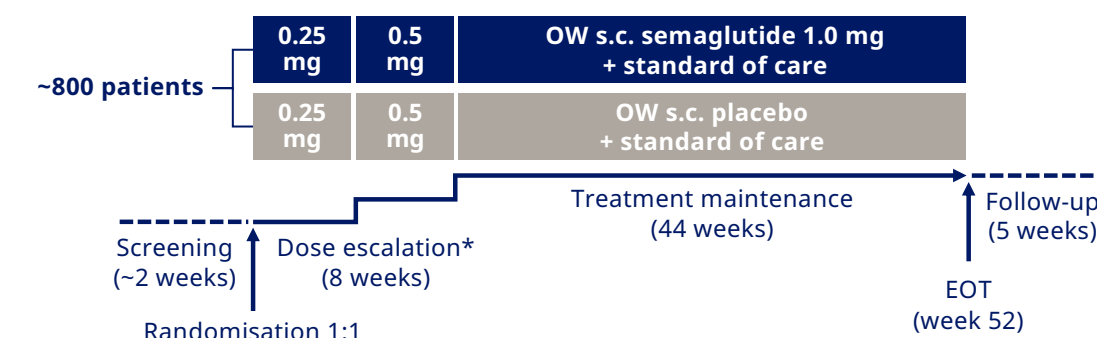 0.25
mg
0.5
mg
OW s.c. semaglutide 1.0 mg
+ standard of care
~800 patients
0.25
mg
0.5
mg
OW s.c. placebo
+ standard of care
Treatment maintenance
(44 weeks)
Follow-up
(5 weeks)
Screening
(~2 weeks)
Dose escalation*
(8 weeks)
EOT
(week 52)
Randomisation 1:1